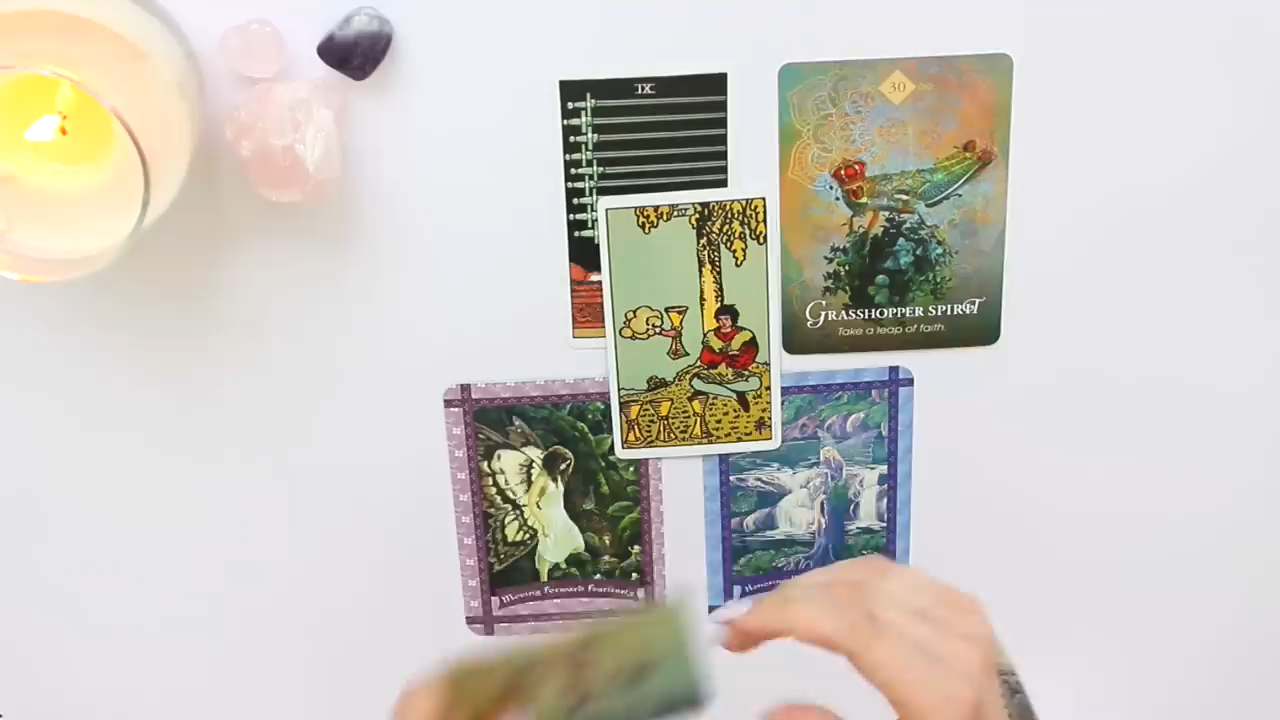 IX
30
GRASSHOPPER SPIRIT
Take a leap of faith.
Moving Forward Fearlessly